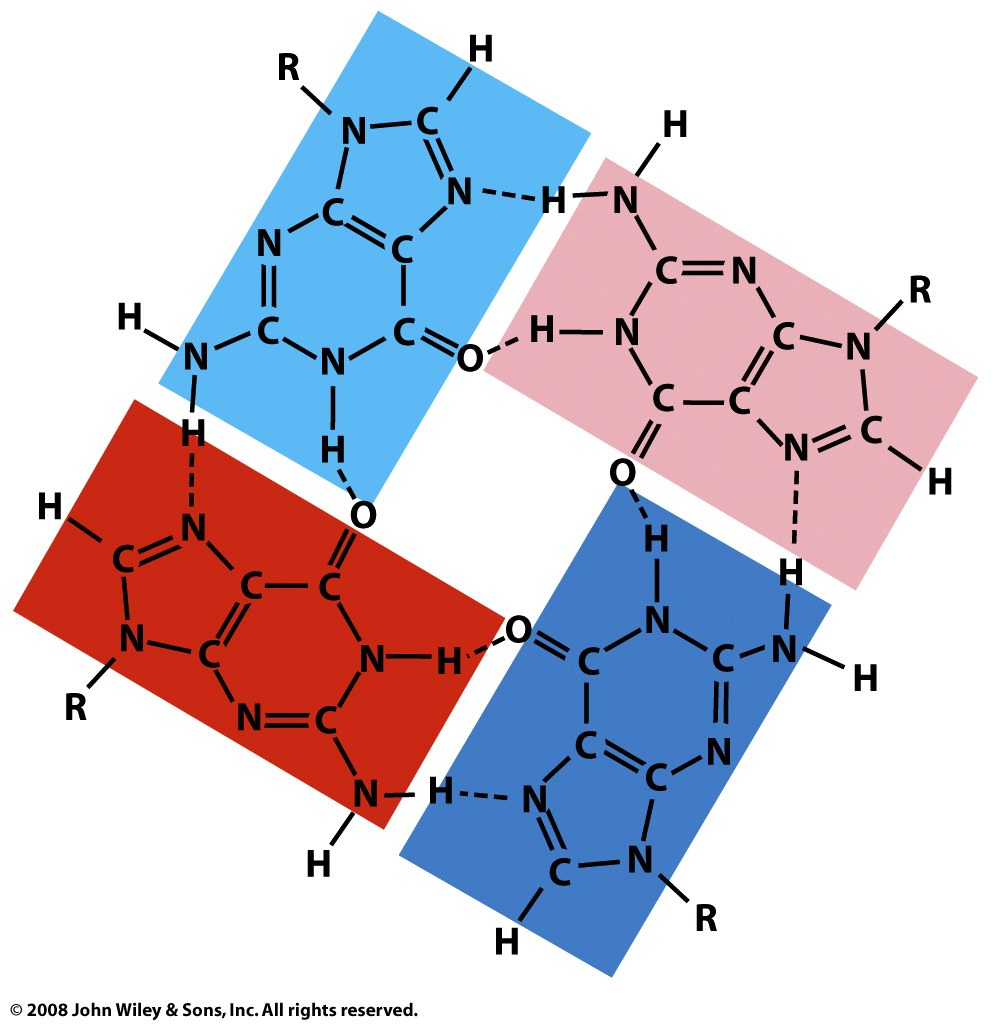 R H
N C H
N H N
C
N C
C N
R
H C C H N C N
N N O
C C
H C
H N
O H
H O
N H
C H
C C
O N
N C N H C C N
H
R N C
C N
C
N H N
H C N
R
H
© 2008 John Wiley & Sons, Inc. All rights reserved.